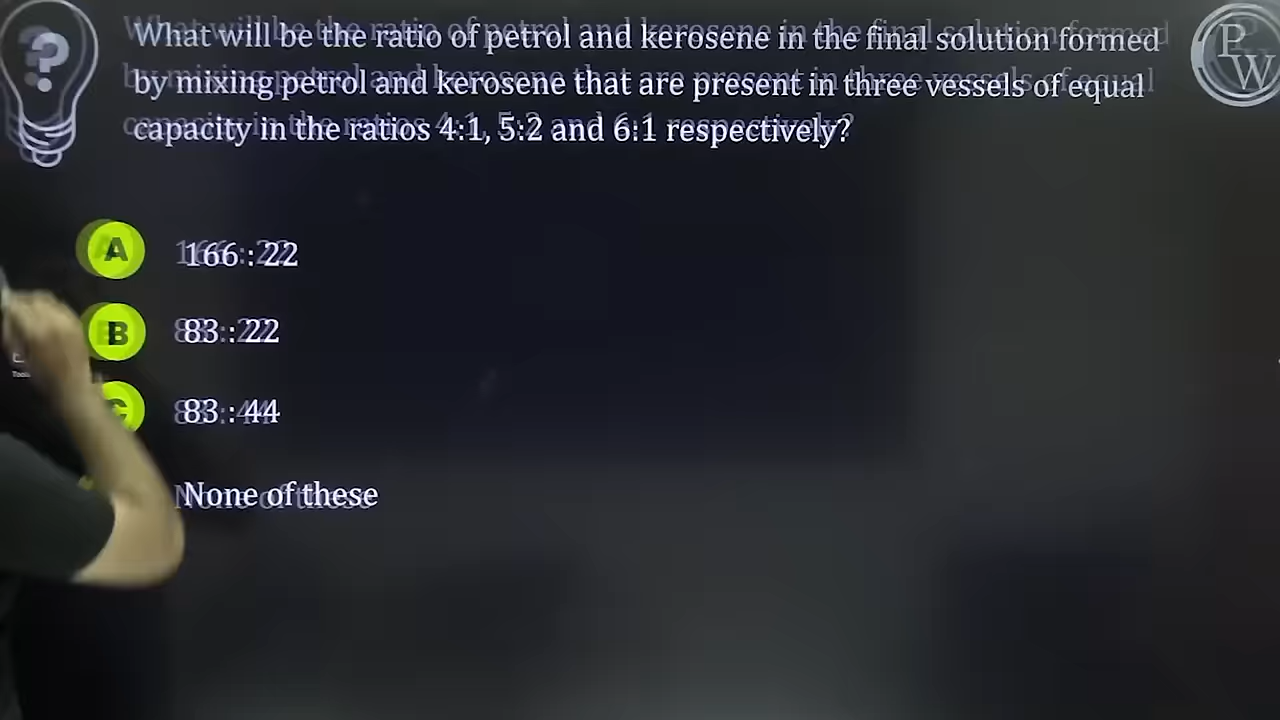 What will be the ratio of petrol and kerosene in the final solution formed
by mixing petrol and kerosene that are present in three vessels of equal
capacity in the ratios 4:1, 5:2 and 6:1 respectively?
P
W
A 166 : 22
B 83 : 22
C 83 : 44
None of these